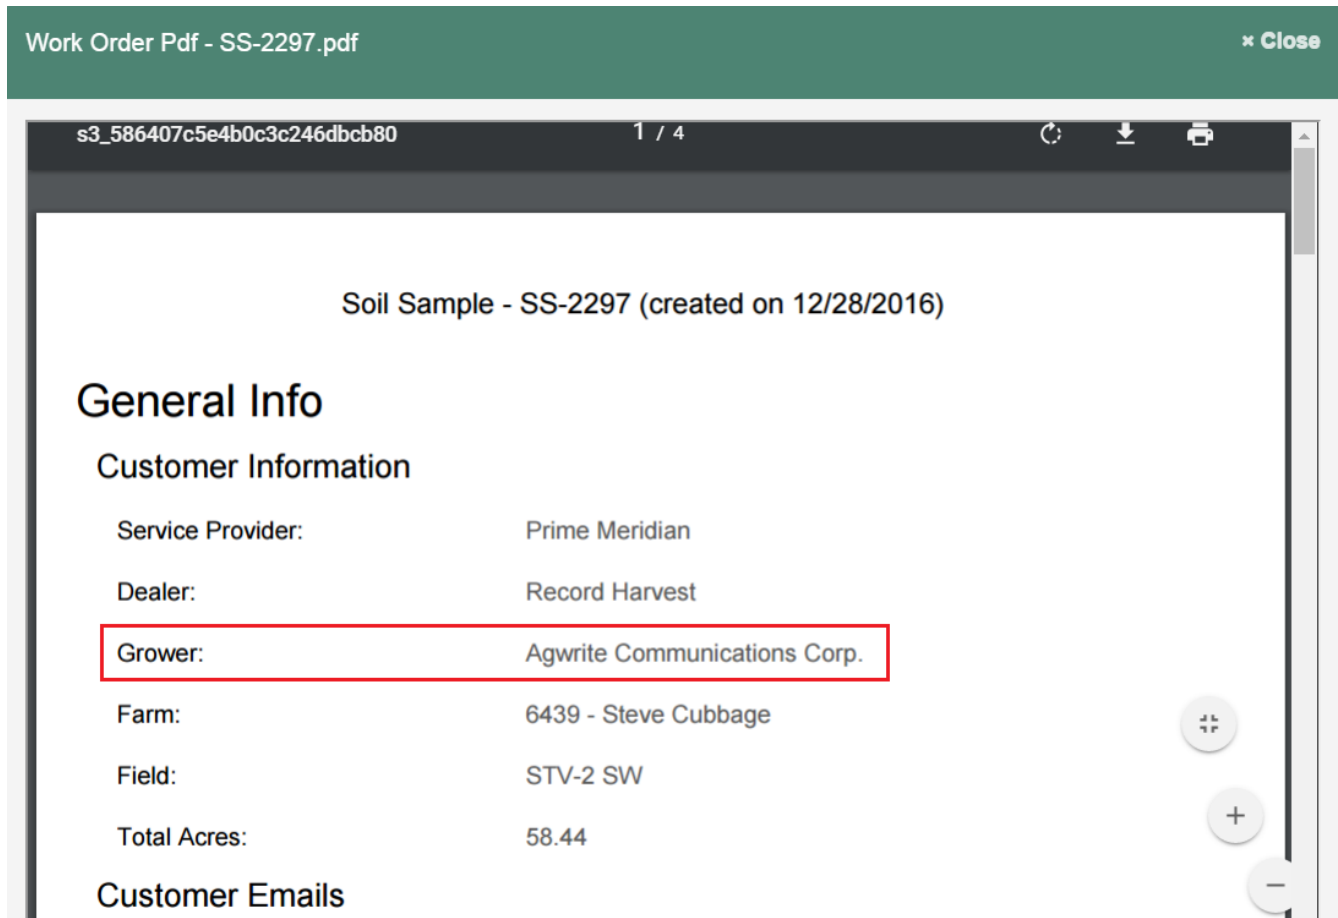 Work Order Pdf - SS-2297.pdf × Close
s3_586407c5e4b0c3c246dbcb80 1 / 4
Soil Sample - SS-2297 (created on 12/28/2016)
General Info
Customer Information
Service Provider: Prime Meridian
Dealer: Record Harvest
Grower: Agwrite Communications Corp.
Farm: 6439 - Steve Cubbage
Field: STV-2 SW
Total Acres: 58.44
Customer Emails